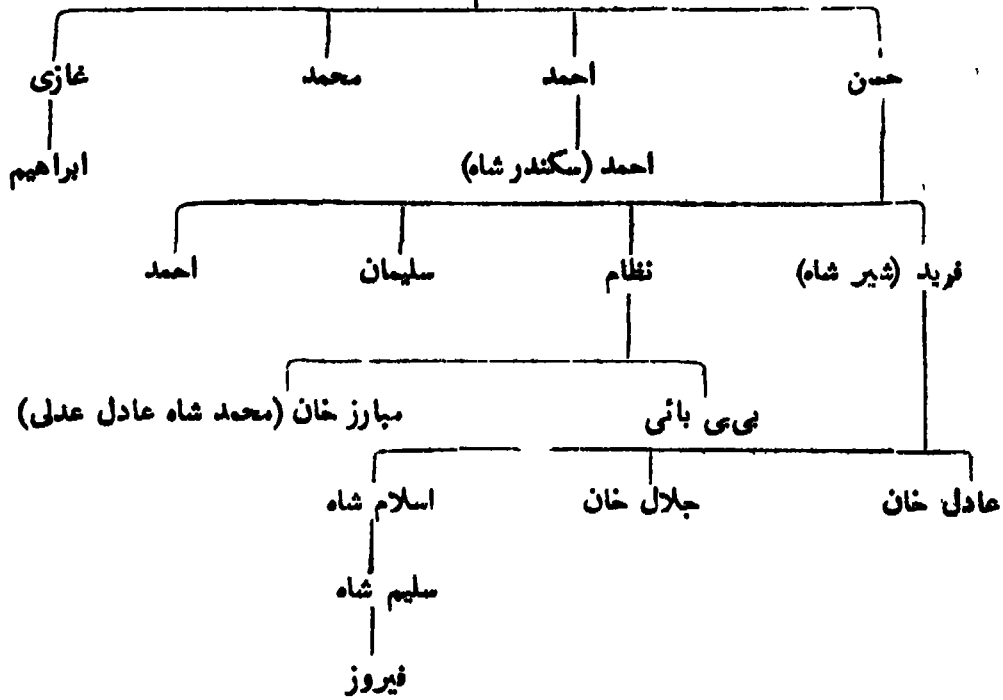 حسن احمد محمد غازی
احمد (سکندر شاه) ابراهیم
فرید (شیر شاه) نظام سلیمان احمد
بی‌بی بائی مبارز خان (محمد شاه عادل عدلی)
عادل خان جلال خان اسلام شاه
سلیم شاه
فیروز